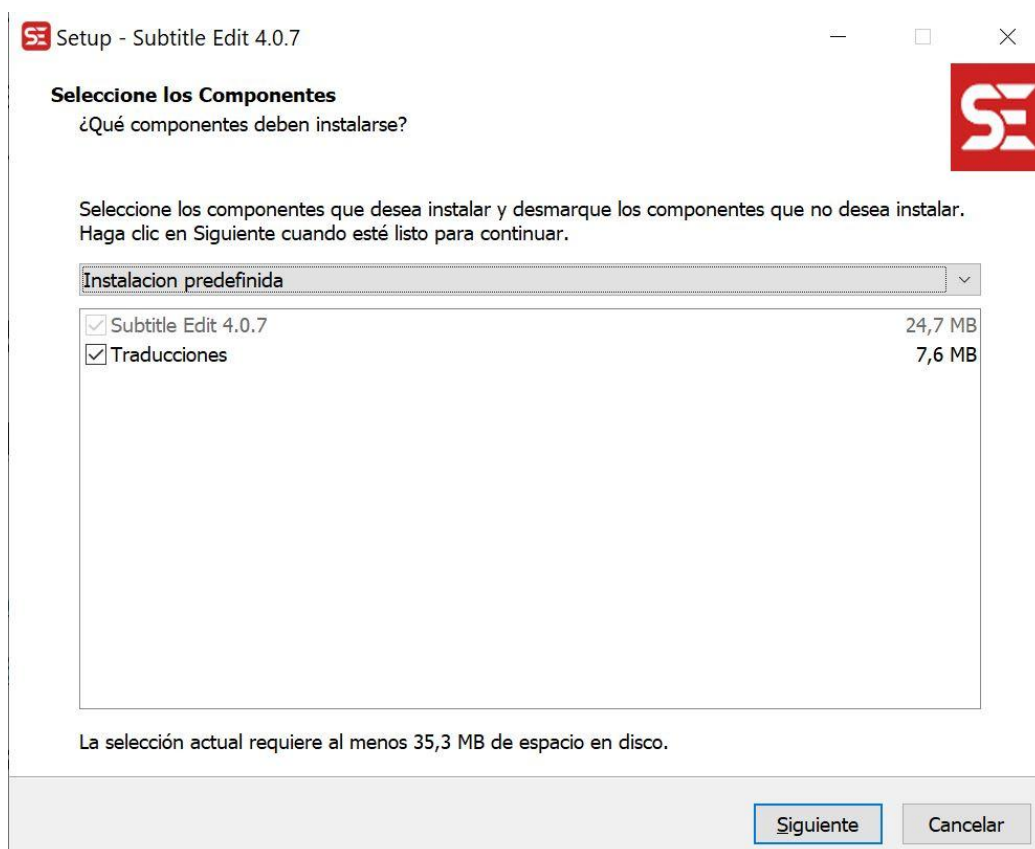 SE Setup - Subtitle Edit 4.0.7
Seleccione los Componentes
¿Qué componentes deben instalarse?
SE
Seleccione los componentes que desea instalar y desmarque los componentes que no desea instalar.
Haga clic en Siguiente cuando esté listo para continuar.
Instalacion predefinida
Subtitle Edit 4.0.7 24,7 MB
Traducciones 7,6 MB
La selección actual requiere al menos 35,3 MB de espacio en disco.
Siguiente Cancelar